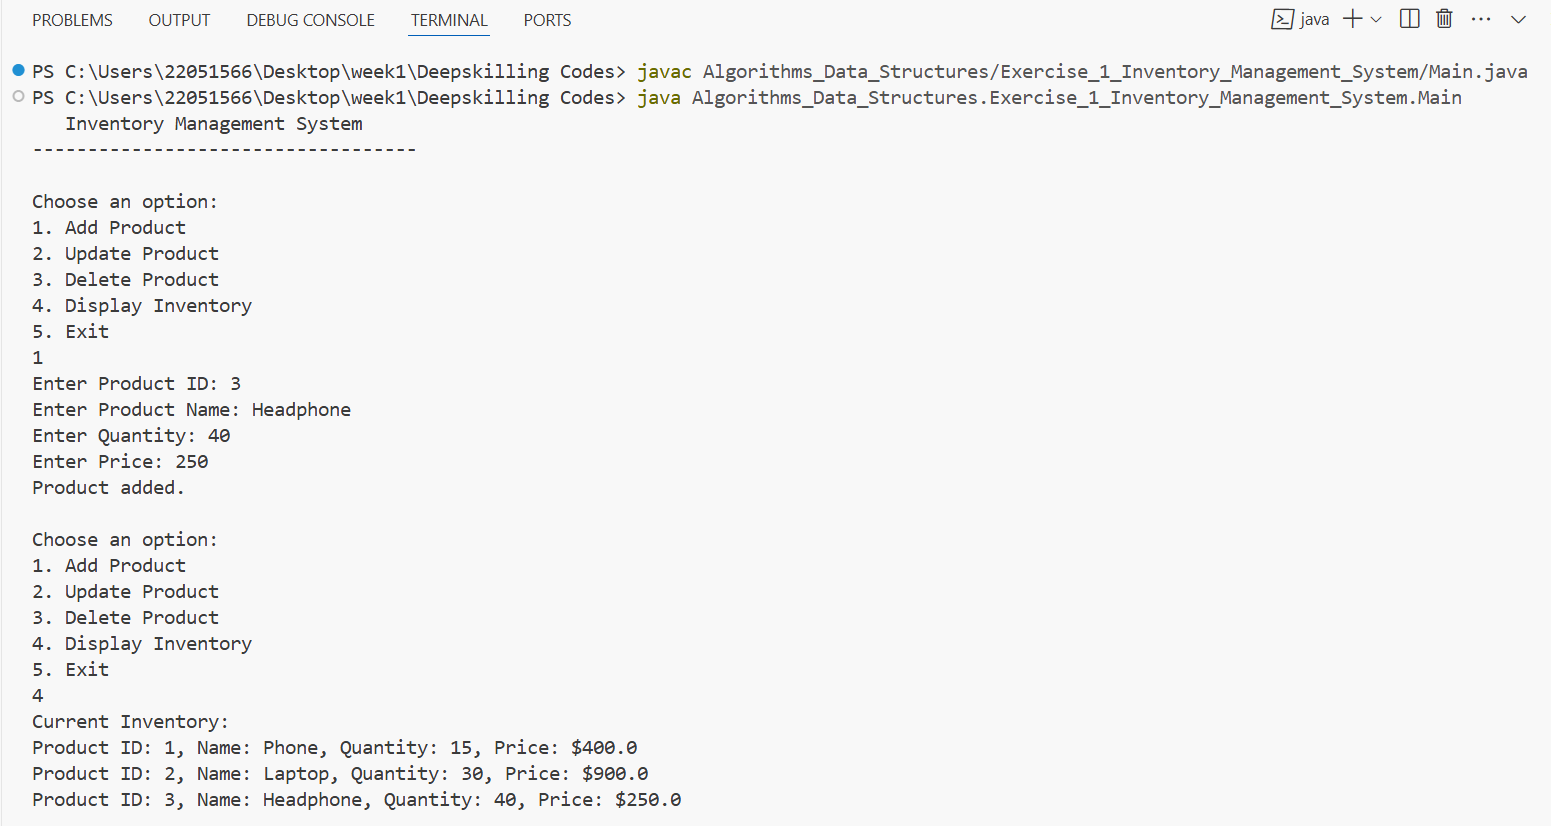 PROBLEMS OUTPUT DEBUG CONSOLE TERMINAL PORTS java
PS C:\Users\22051566\Desktop\week1\Deepskilling Codes> javac Algorithms_Data_Structures/Exercise_1_Inventory_Management_System/Main.java
PS C:\Users\22051566\Desktop\week1\Deepskilling Codes> java Algorithms_Data_Structures.Exercise_1_Inventory_Management_System.Main
   Inventory Management System
-----------------------------------
Choose an option:
1. Add Product
2. Update Product
3. Delete Product
4. Display Inventory
5. Exit
1
Enter Product ID: 3
Enter Product Name: Headphone
Enter Quantity: 40
Enter Price: 250
Product added.
Choose an option:
1. Add Product
2. Update Product
3. Delete Product
4. Display Inventory
5. Exit
4
Current Inventory:
Product ID: 1, Name: Phone, Quantity: 15, Price: $400.0
Product ID: 2, Name: Laptop, Quantity: 30, Price: $900.0
Product ID: 3, Name: Headphone, Quantity: 40, Price: $250.0